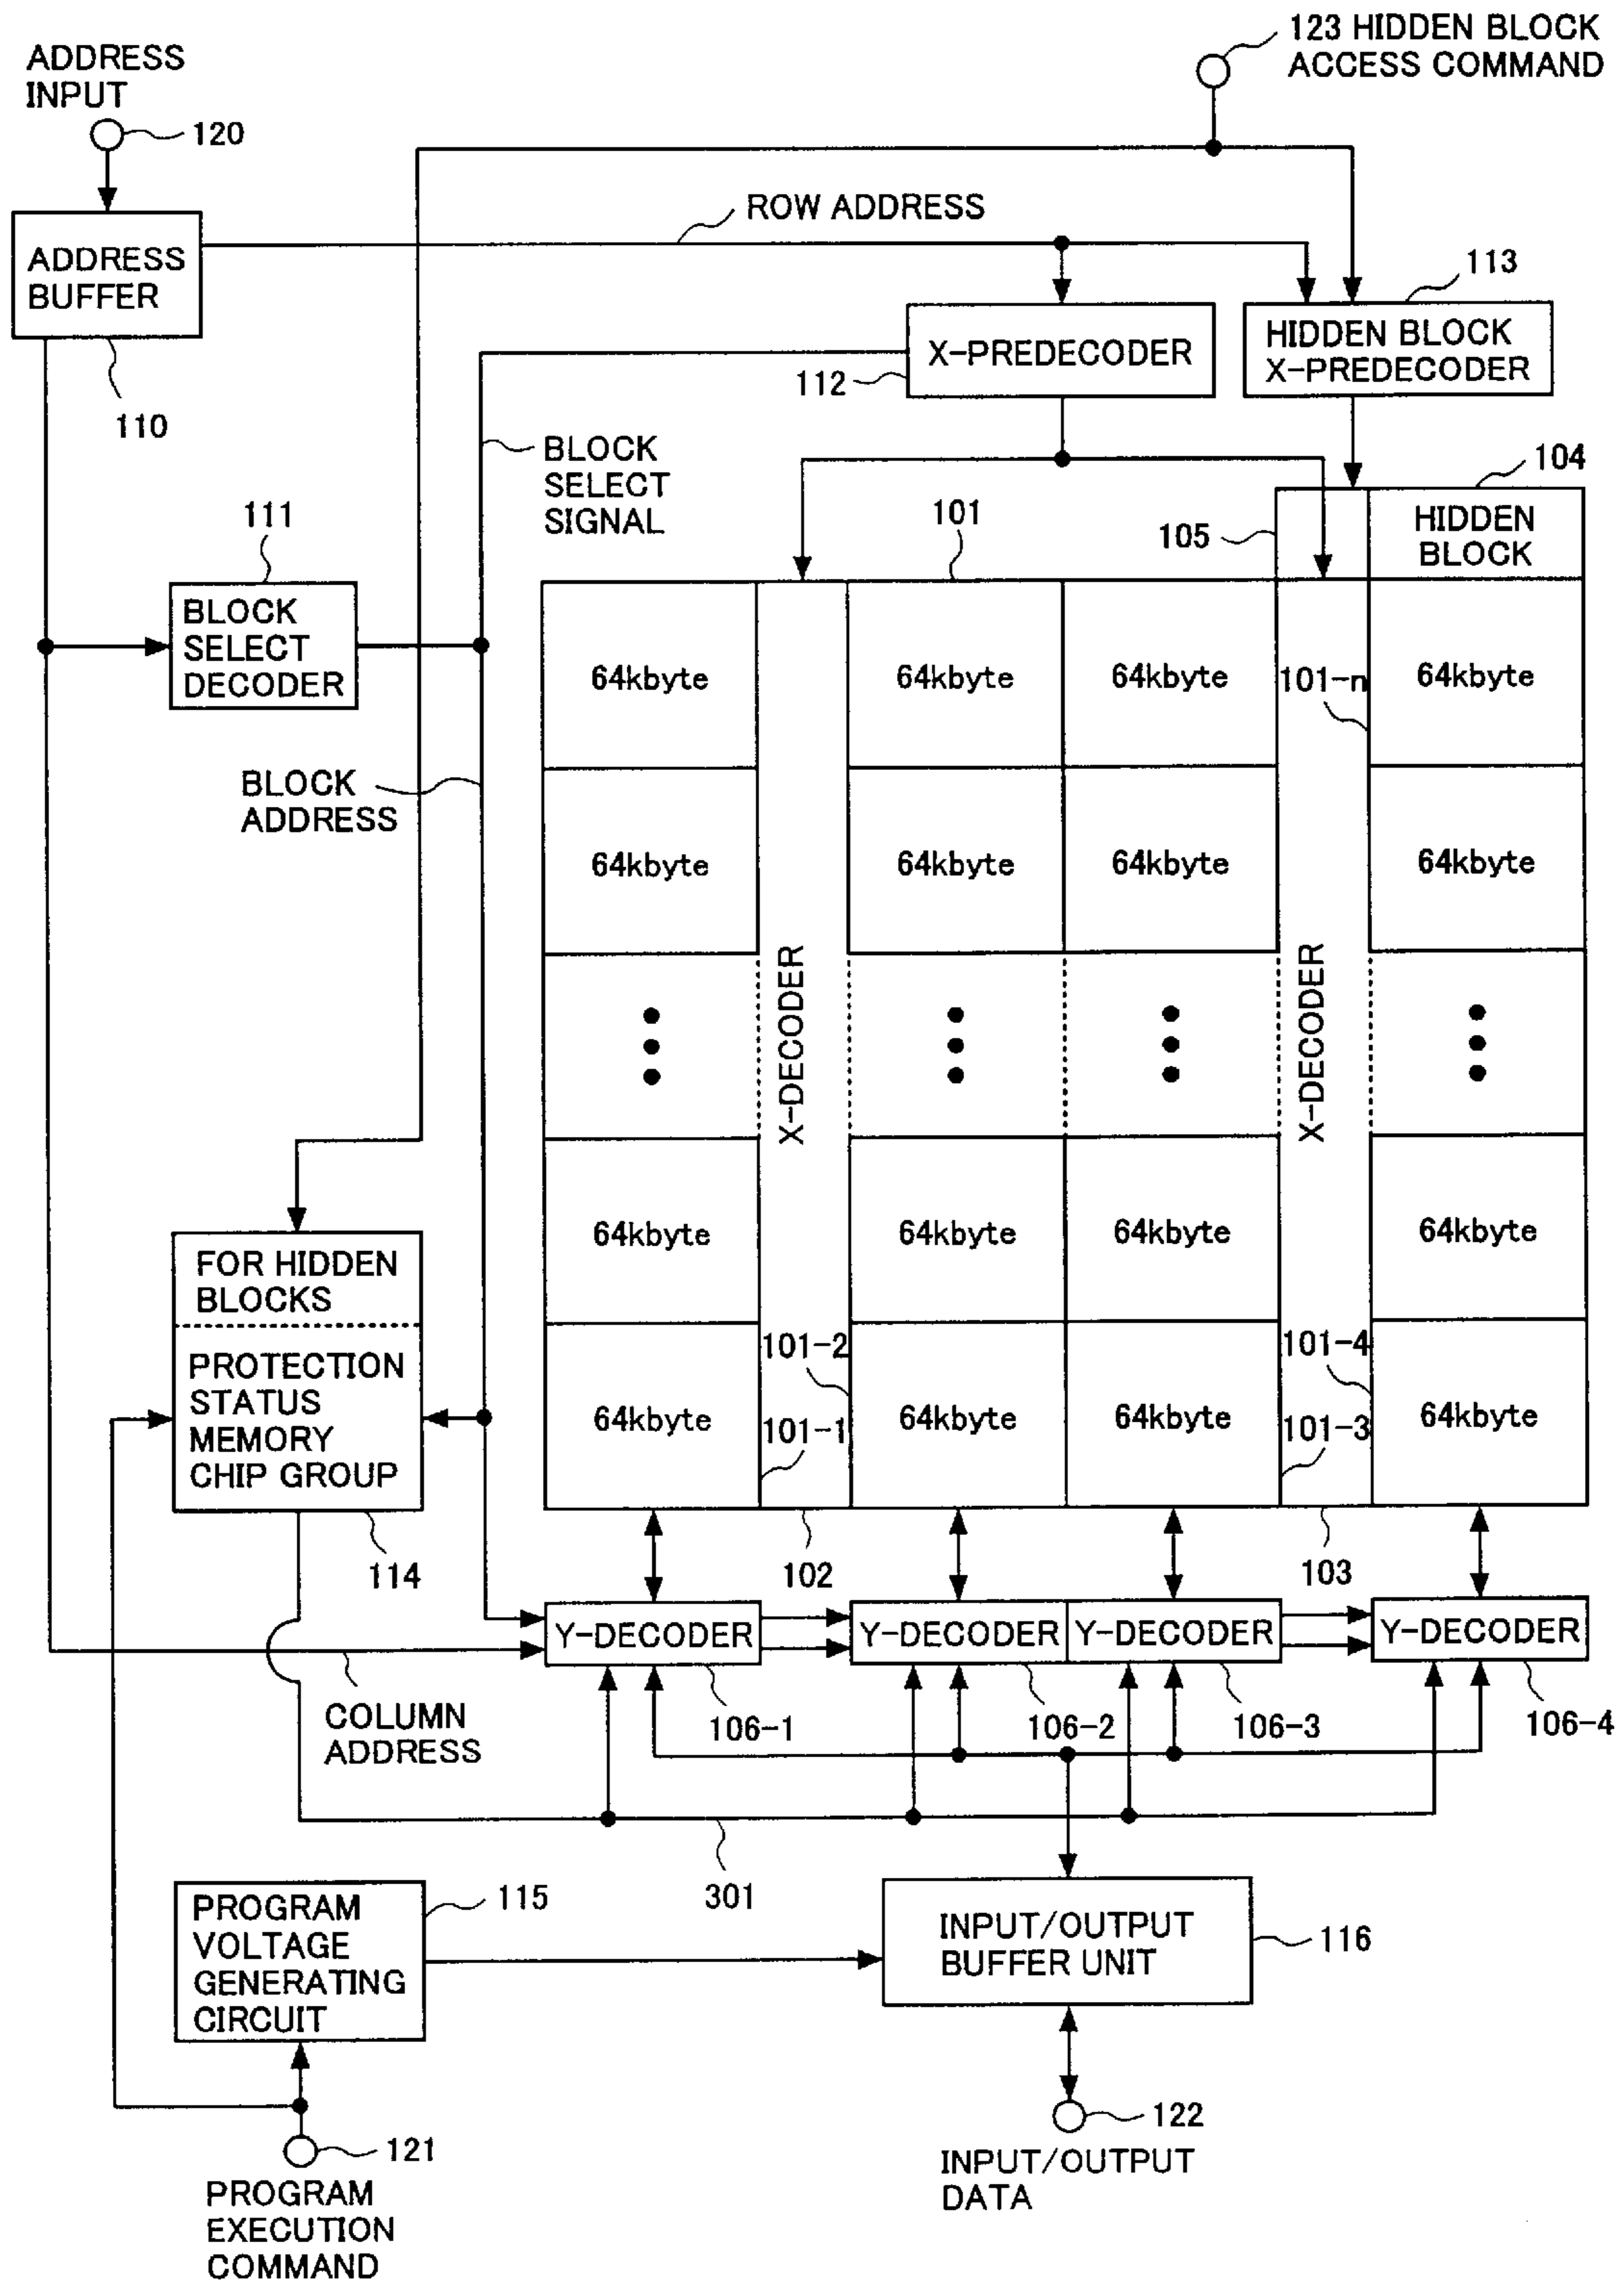 123 HIDDEN BLOCK
ACCESS COMMAND
ADDRESS
INPUT
120
ROW ADDRESS
ADDRESS
BUFFER
110
113
X-PREDECODER
112
HIDDEN BLOCK
X-PREDECODER
BLOCK
SELECT
SIGNAL
104
HIDDEN
BLOCK
105
101
111
BLOCK
SELECT
DECODER
64kbyte
64kbyte
64kbyte
101-n
64kbyte
BLOCK
ADDRESS
64kbyte
64kbyte
64kbyte
64kbyte
X-DECODER
X-DECODER
64kbyte
64kbyte
64kbyte
64kbyte
FOR HIDDEN
BLOCKS
PROTECTION
STATUS
MEMORY
CHIP GROUP
114
101-2
101-4
64kbyte
101-1
64kbyte
64kbyte
101-3
64kbyte
102
103
Y-DECODER
Y-DECODER
Y-DECODER
Y-DECODER
COLUMN
ADDRESS
106-1
106-2
106-3
106-4
301
PROGRAM
VOLTAGE
GENERATING
CIRCUIT
115
INPUT/OUTPUT
BUFFER UNIT
116
121
PROGRAM
EXECUTION
COMMAND
122
INPUT/OUTPUT
DATA